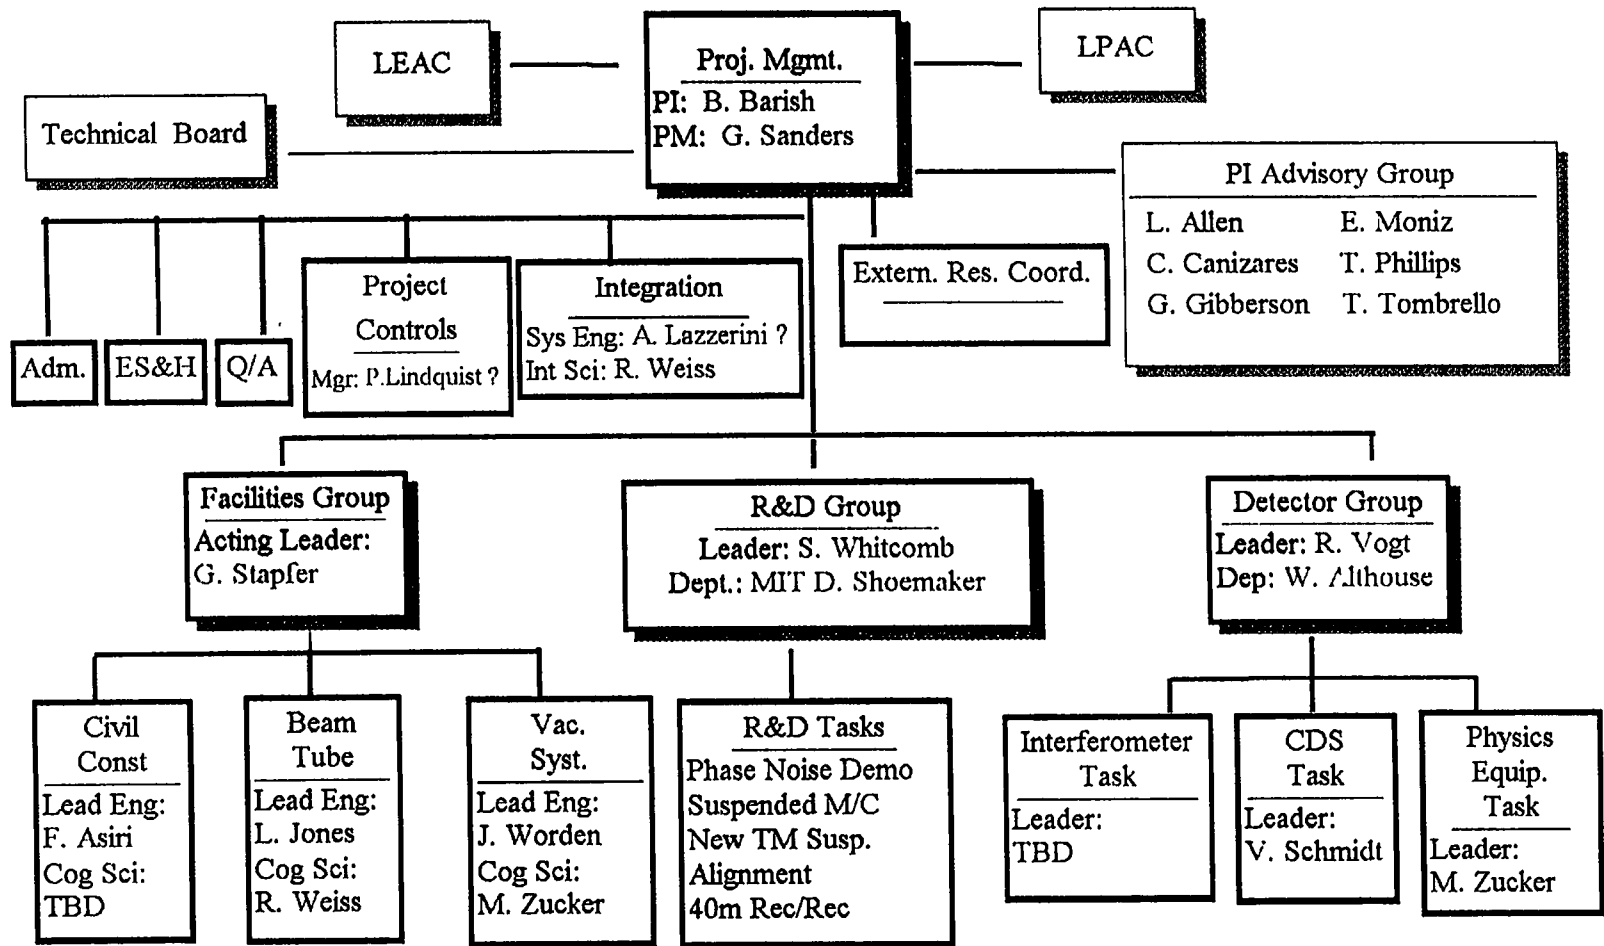 LEAC
Proj. Mgmt.
PI: B. Barish
PM: G. Sanders
LPAC
Technical Board
PI Advisory Group
L. Allen E. Moniz
C. Canizares T. Phillips
G. Gibberson T. Tombrello
Adm.
ES&H
Q/A
Project
Controls
Mgr: P.Lindquist ?
Integration
Sys Eng: A. Lazzerini ?
Int Sci: R. Weiss
Extern. Res. Coord.
Facilities Group
Acting Leader:
G. Stapfer
R&D Group
Leader: S. Whitcomb
Dept.: MIT D. Shoemaker
Detector Group
Leader: R. Vogt
Dep: W. Althouse
Civil
Const
Lead Eng:
F. Asiri
Cog Sci:
TBD
Beam
Tube
Lead Eng:
L. Jones
Cog Sci:
R. Weiss
Vac.
Syst.
Lead Eng:
J. Worden
Cog Sci:
M. Zucker
R&D Tasks
Phase Noise Demo
Suspended M/C
New TM Susp.
Alignment
40m Rec/Rec
Interferometer
Task
Leader:
TBD
CDS
Task
Leader:
V. Schmidt
Physics
Equip.
Task
Leader:
M. Zucker